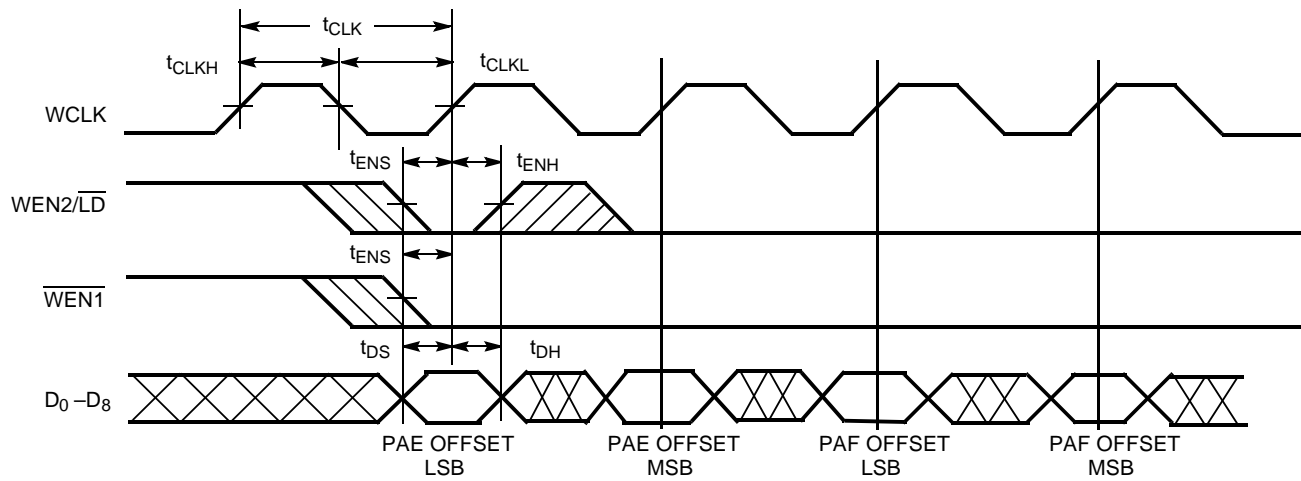 tCLK
tCLKH
tCLKL
WCLK
tENS
tENH
WEN2/LD
tENS
WEN1
tDS
tDH
D0 –D8
PAE OFFSET
LSB
PAE OFFSET
MSB
PAF OFFSET
LSB
PAF OFFSET
MSB